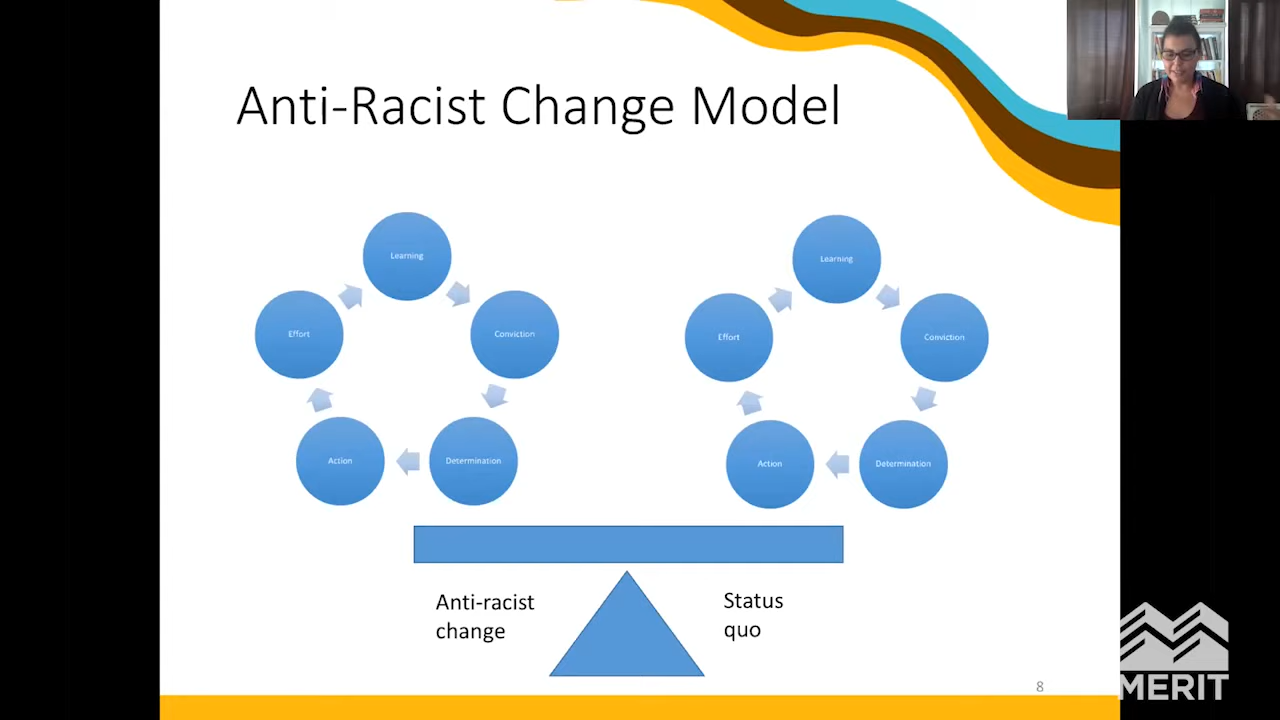 Anti-Racist Change Model
Learning
Learning
Effort
Conviction
Effort
Conviction
Action
Determination
Action
Determination
Anti-racist
change
Status
quo
8
MERIT